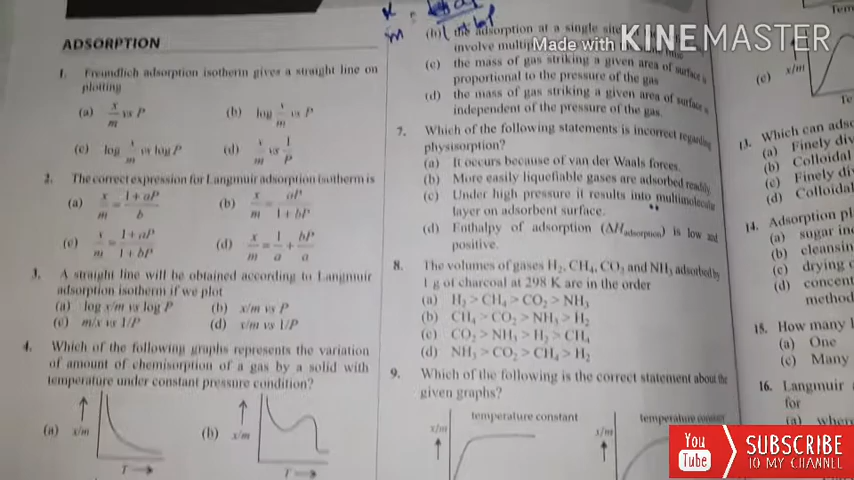 ADSORPTION
1. Freundlich adsorption isotherm gives a straight line on
plotting
(a) x/m vs P
(b) log x/m vs P
(c) log x/m vs log P
(d) x/m vs 1/P
2. The correct expression for Langmuir adsorption isotherm is
(a) x/m = 1 + aP/b
(b) x/m = aP/1 + bP
(c) x/m = 1 + aP/1 + bP
(d) x/m = 1/a + bP/a
3. A straight line will be obtained according to Langmuir
adsorption isotherm if we plot
(a) log x/m vs log P
(b) x/m vs P
(c) m/x vs 1/P
(d) x/m vs 1/P
4. Which of the following graphs represents the variation
of amount of chemisorption of a gas by a solid with
temperature under constant pressure condition?
(a) x/m
T
(b) x/m
T
(b) the adsorption at a single
involve
(c) the mass of gas striking a given area of surface is
proportional to the pressure of the gas
(d) the mass of gas striking a given area of surface is
independent of the pressure of the gas.
7. Which of the following statements is incorrect regarding
physisorption?
(a) It occurs because of van der Waals forces.
(b) More easily liquefiable gases are adsorbed readily.
(c) Under high pressure it results into multimolecular
layer on adsorbent surface.
(d) Enthalpy of adsorption (ΔHadsorption) is low and
positive.
8. The volumes of gases H₂, CH₄, CO₂ and NH₃ adsorbed by
1 g of charcoal at 298 K are in the order
(a) H₂ > CH₄ > CO₂ > NH₃
(b) CH₄ > CO₂ > NH₃ > H₂
(c) CO₂ > NH₃ > H₂ > CH₄
(d) NH₃ > CO₂ > CH₄ > H₂
9. Which of the following is the correct statement about the
given graphs?
temperature constant
x/m
temperature constant
x/m
(c) x/m
13. Which can
(a) Finely
(b) Colloidal
(c) Finely
(d) Colloidal
14. Adsorption
(a) sugar
(b)
(c) drying
(d)
method
15. How many
(a) One
(c) Many
16. Langmuir
for
(a)
Made with KINEMASTER
You Tube
SUBSCRIBE
TO MY CHANNEL